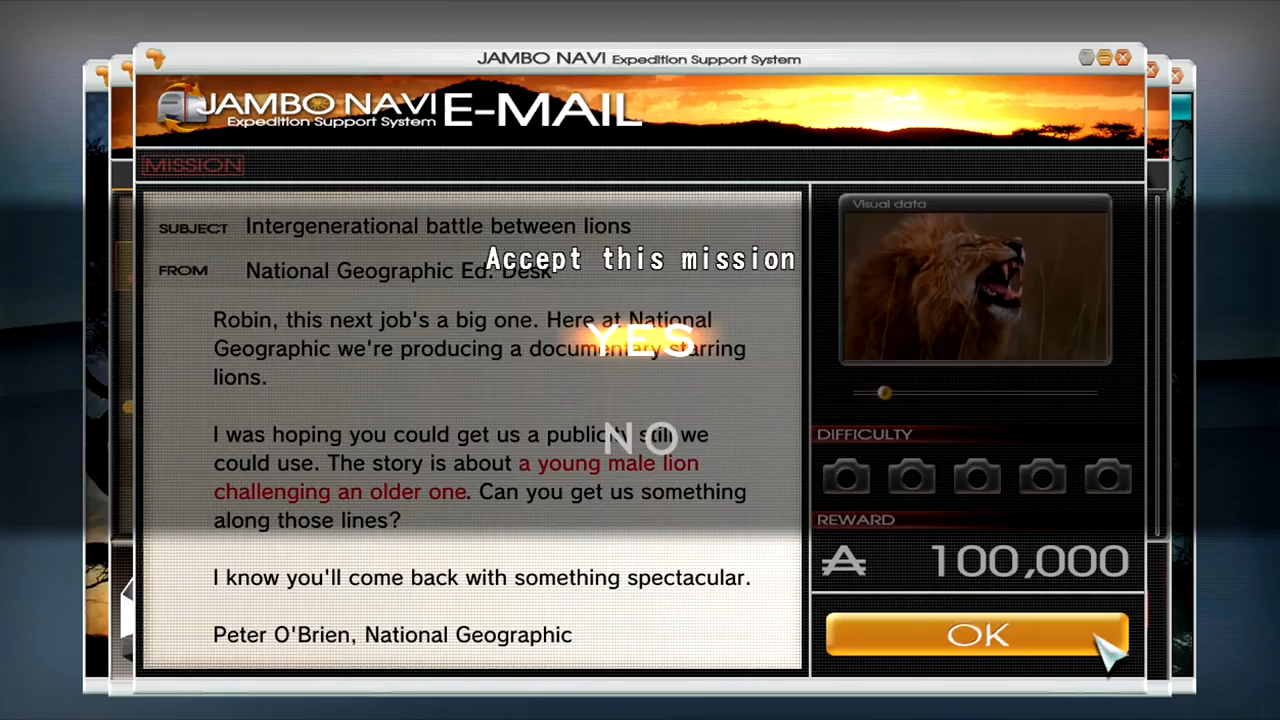 JAMBO NAVI Expedition Support System
JAMBO NAVI E-MAIL
Expedition Support System
MISSION
SUBJECT Intergenerational battle between lions
FROM National Geographic Ed. Desk
Accept this mission
YES
NO
Robin, this next job's a big one. Here at National
Geographic we're producing a documentary starring
lions.
I was hoping you could get us a publicity still we
could use. The story is about a young male lion
challenging an older one. Can you get us something
along those lines?
I know you'll come back with something spectacular.
Peter O'Brien, National Geographic
Visual data
DIFFICULTY
REWARD
100,000
OK